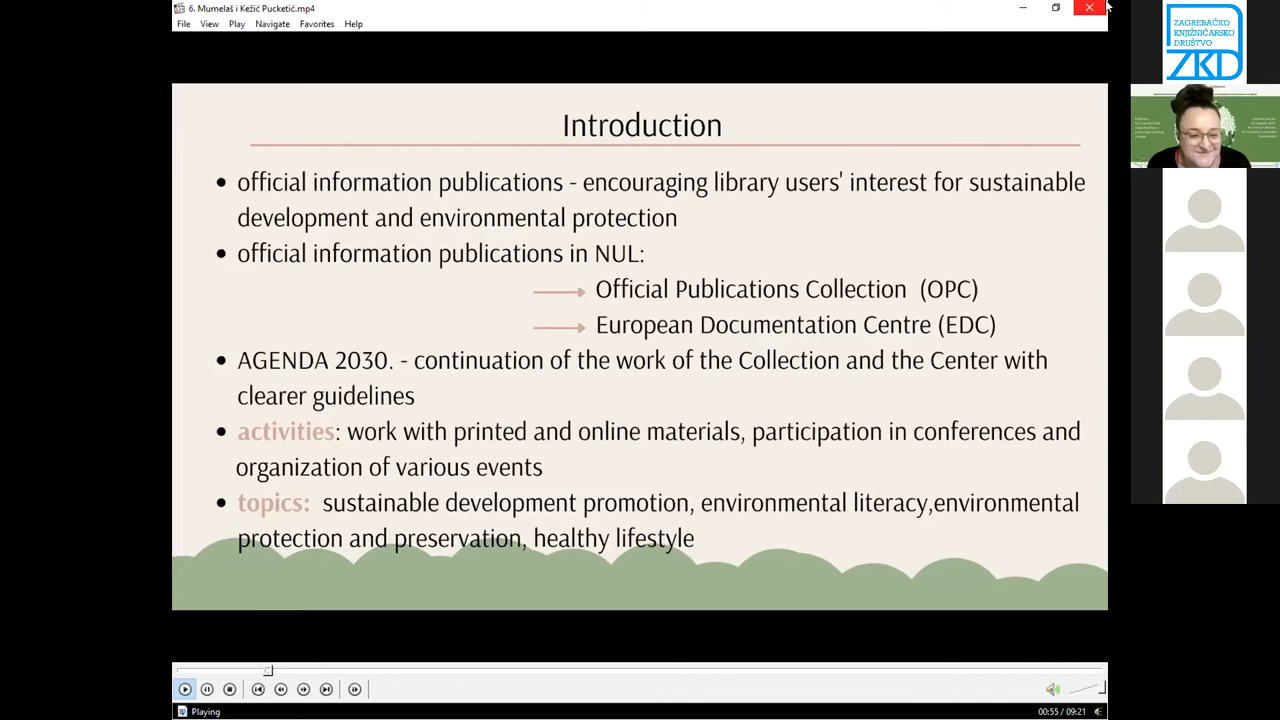 6. Mumelaš i Kežić Pucketić.mp4
File View Play Navigate Favorites Help
Introduction
• official information publications - encouraging library users' interest for sustainable
development and environmental protection
• official information publications in NUL:
Official Publications Collection (OPC)
European Documentation Centre (EDC)
• AGENDA 2030. - continuation of the work of the Collection and the Center with
clearer guidelines
• activities: work with printed and online materials, participation in conferences and
organization of various events
• topics: sustainable development promotion, environmental literacy,environmental
protection and preservation, healthy lifestyle
Playing
00:55 / 09:21
ZAGREBAČKO
KNJIŽNIČARSKO
DRUŠTVO
ZKD